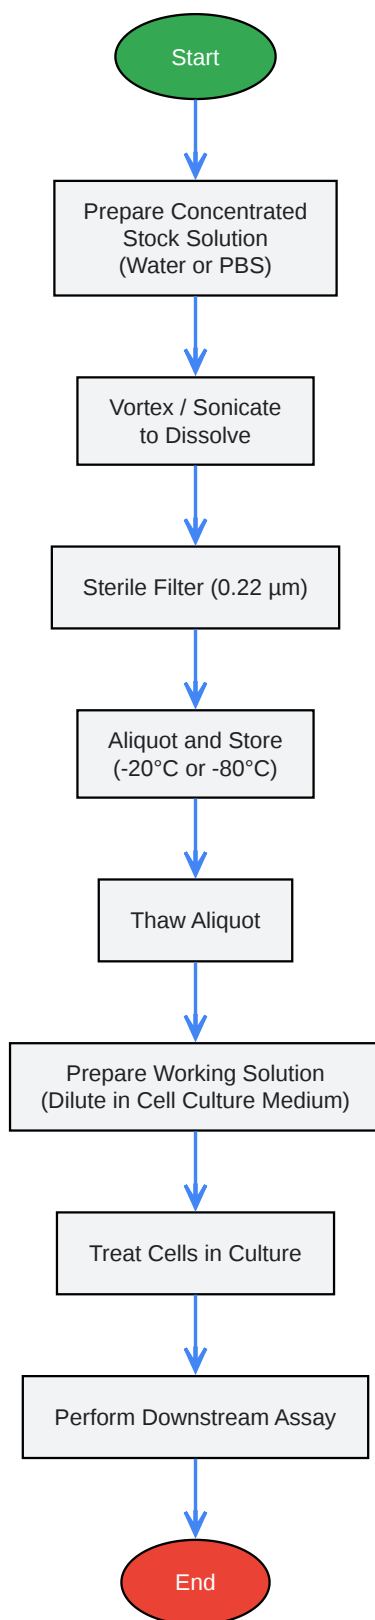 Start
Prepare Concentrated
Stock Solution
(Water or PBS)
Vortex / Sonicate
to Dissolve
Sterile Filter (0.22 µm)
Aliquot and Store
(-20°C or -80°C)
Thaw Aliquot
Prepare Working Solution
(Dilute in Cell Culture Medium)
Treat Cells in Culture
Perform Downstream Assay
End